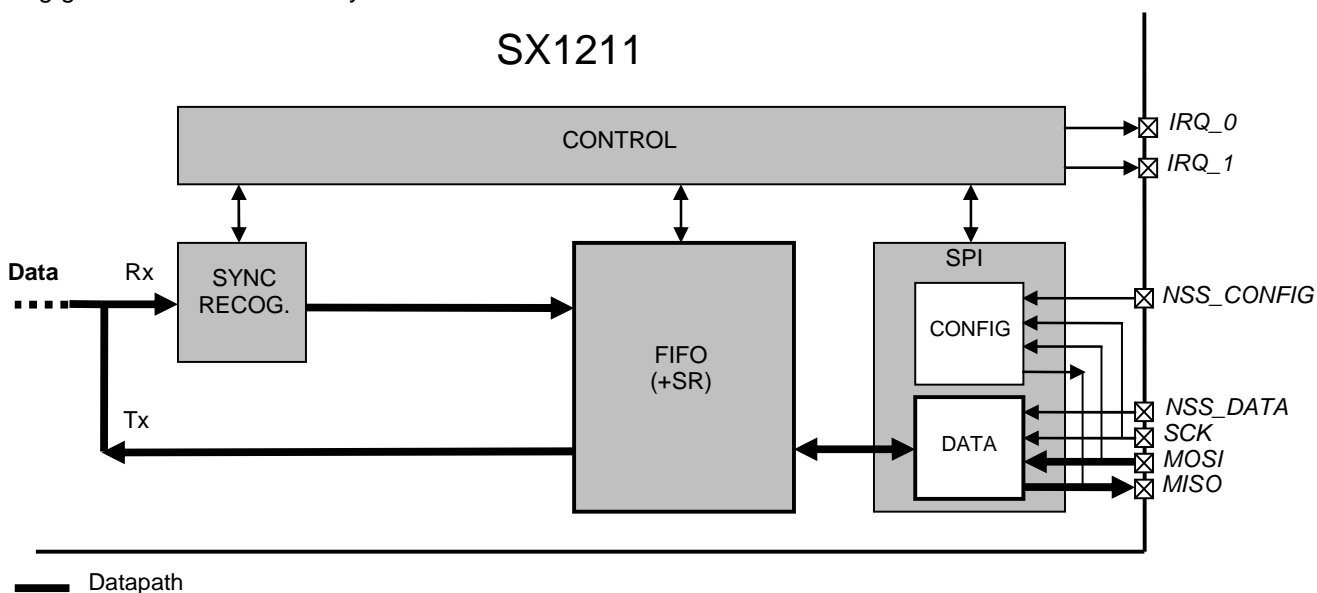 SX1211
CONTROL
IRQ_0
IRQ_1
Data
Rx
SYNC
RECOG.
Tx
FIFO
(+SR)
SPI
CONFIG
DATA
NSS_CONFIG
NSS_DATA
SCK
MOSI
MISO
Datapath